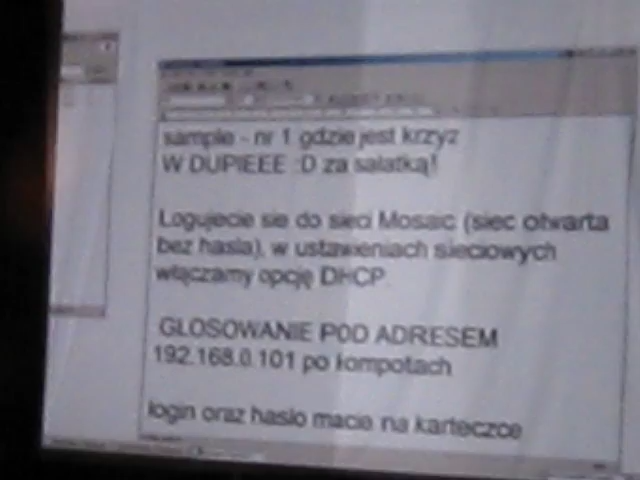 sample - nr 1 gdzie jest krzyz
W DUPIEEE :D za salatką!
Logujecie sie do sieci Mosaic (siec otwarta
bez hasla), w ustawieniach sieciowych
włączamy opcję DHCP.
GLOSOWANIE POD ADRESEM
192.168.0.101 po kompotach
login oraz hasło macie na karteczce